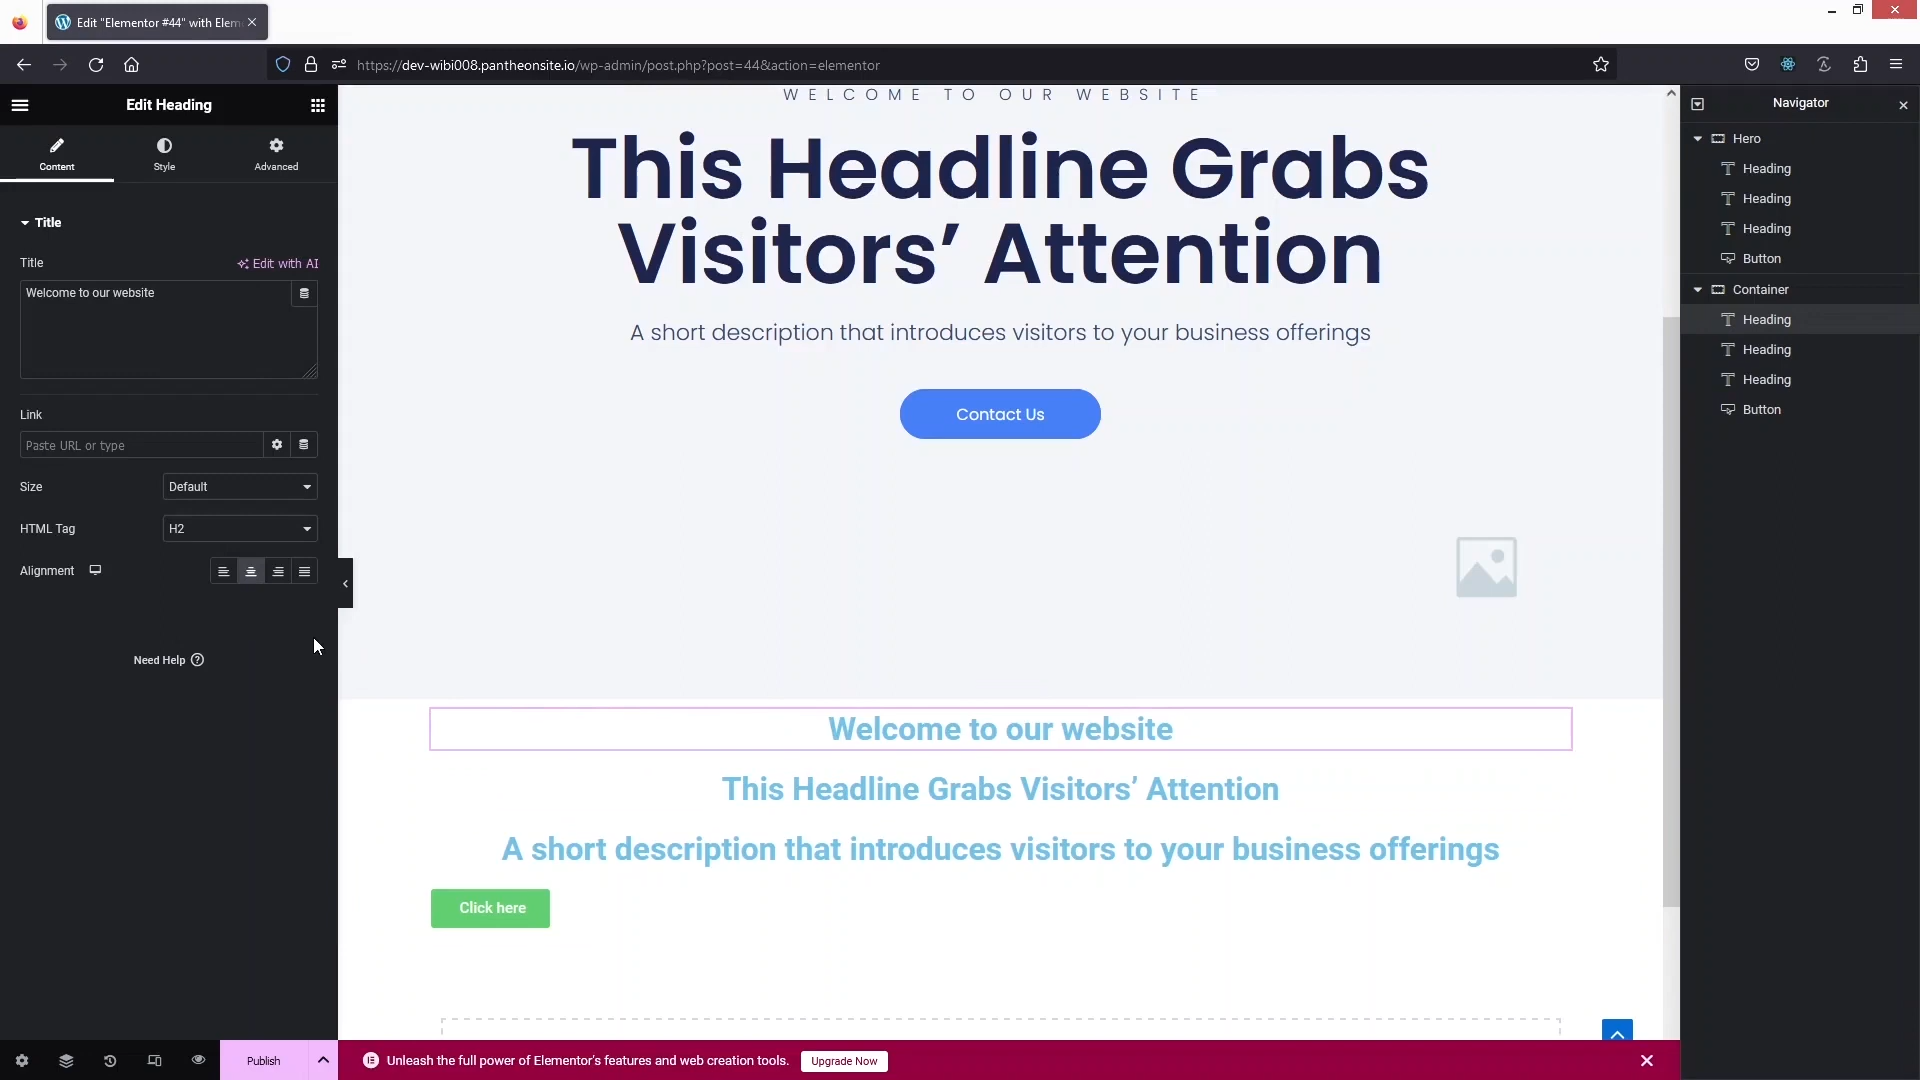 Edit "Elementor #44" with Elem
https://dev-wibi008.pantheonsite.io/wp-admin/post.php?post=44&action=elementor
Edit Heading
Content
Style
Advanced
Title
Title
Edit with AI
Welcome to our website
Link
Paste URL or type
Size
Default
HTML Tag
H2
Alignment
Need Help
Publish
WELCOME TO OUR WEBSITE
This Headline Grabs
Visitors’ Attention
A short description that introduces visitors to your business offerings
Contact Us
Welcome to our website
This Headline Grabs Visitors’ Attention
A short description that introduces visitors to your business offerings
Click here
Unleash the full power of Elementor's features and web creation tools.
Upgrade Now
Navigator
Hero
Heading
Heading
Heading
Button
Container
Heading
Heading
Heading
Button